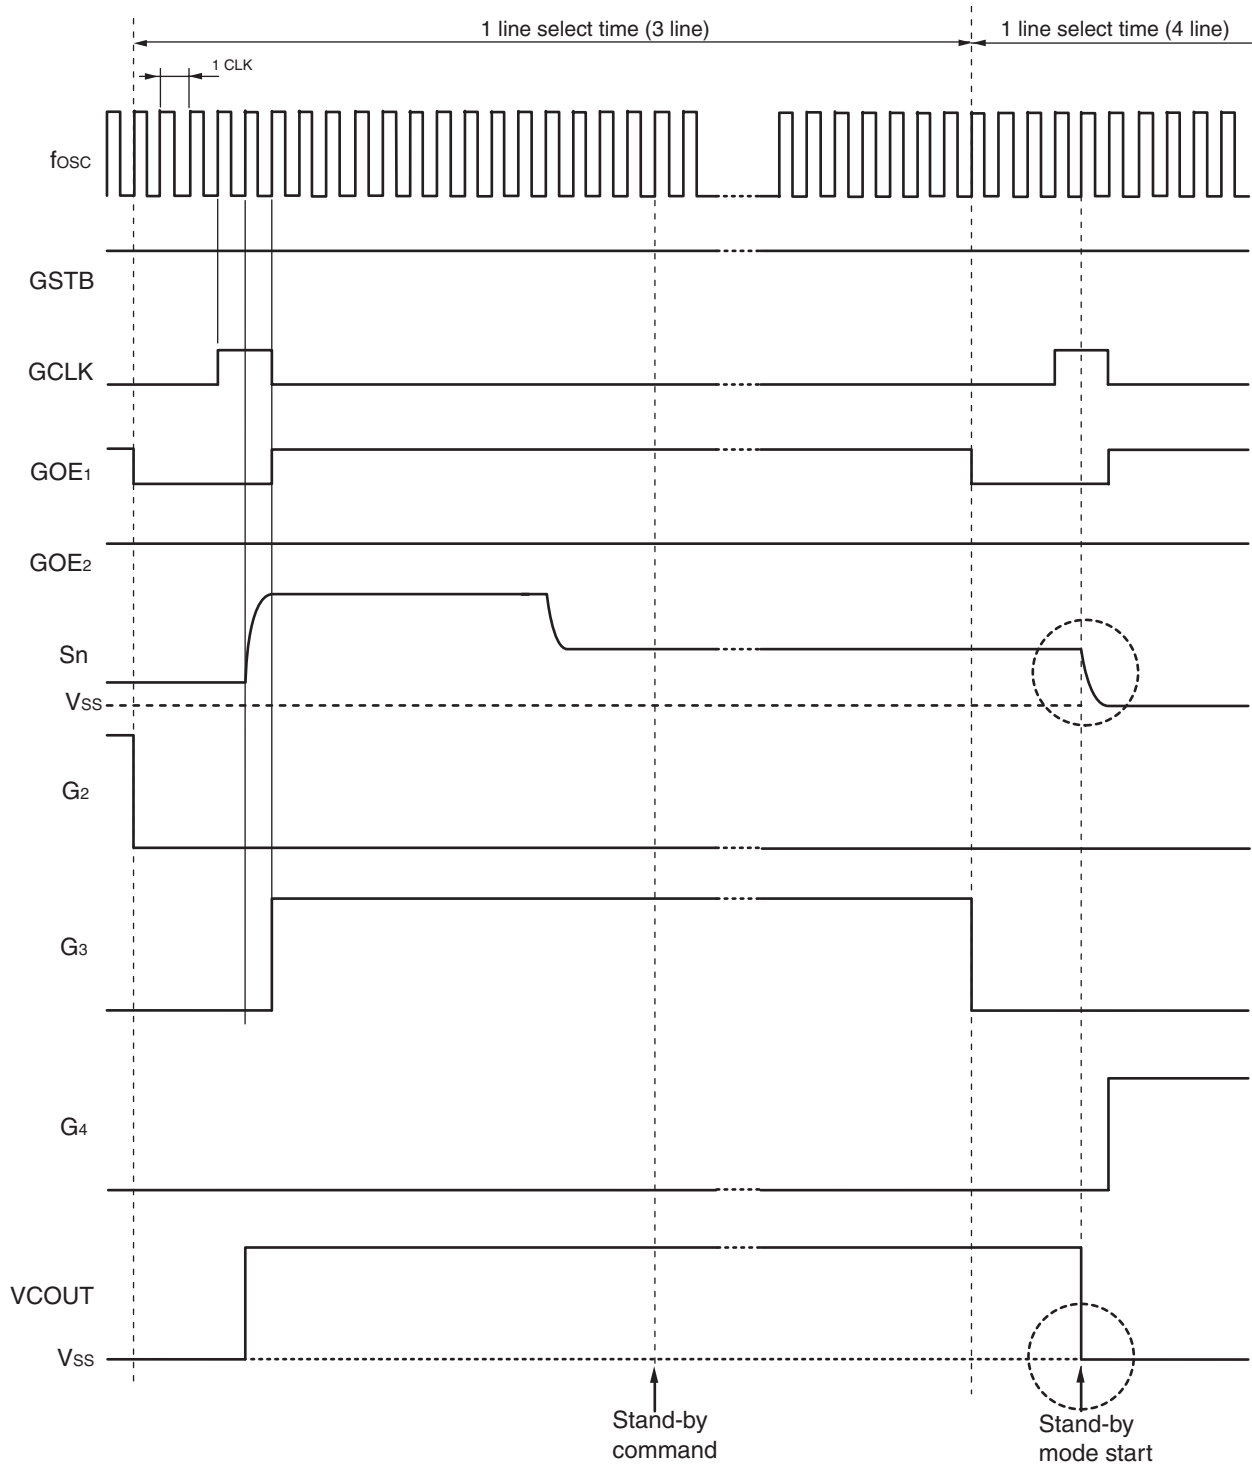 1 line select time (3 line)
1 line select time (4 line)
1 CLK
fOSC
GSTB
GCLK
GOE1
GOE2
Sn
VSS
G2
G3
G4
VCOUT
VSS
Stand-by
command
Stand-by
mode start